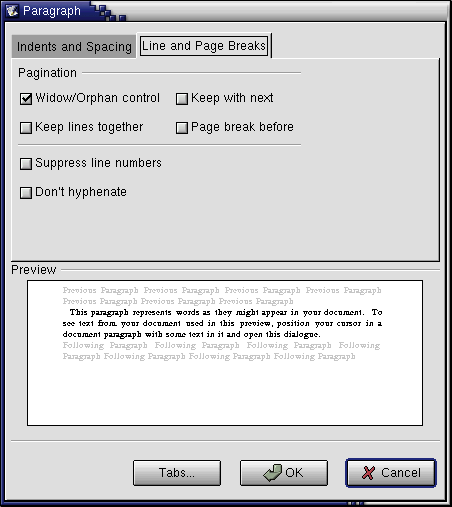 Paragraph
Indents and Spacing Line and Page Breaks
Pagination
Widow/Orphan control Keep with next
Keep lines together Page break before
Suppress line numbers
Don't hyphenate
Preview
Previous Paragraph Previous Paragraph Previous Paragraph Previous Paragraph
Previous Paragraph Previous Paragraph Previous Paragraph
This paragraph represents words as they might appear in your document. To
see text from your document used in this preview, position your cursor in a
document paragraph with some text in it and open this dialogue.
Following Paragraph Following Paragraph Following Paragraph Following
Paragraph Following Paragraph Following Paragraph Following Paragraph
Tabs... OK Cancel